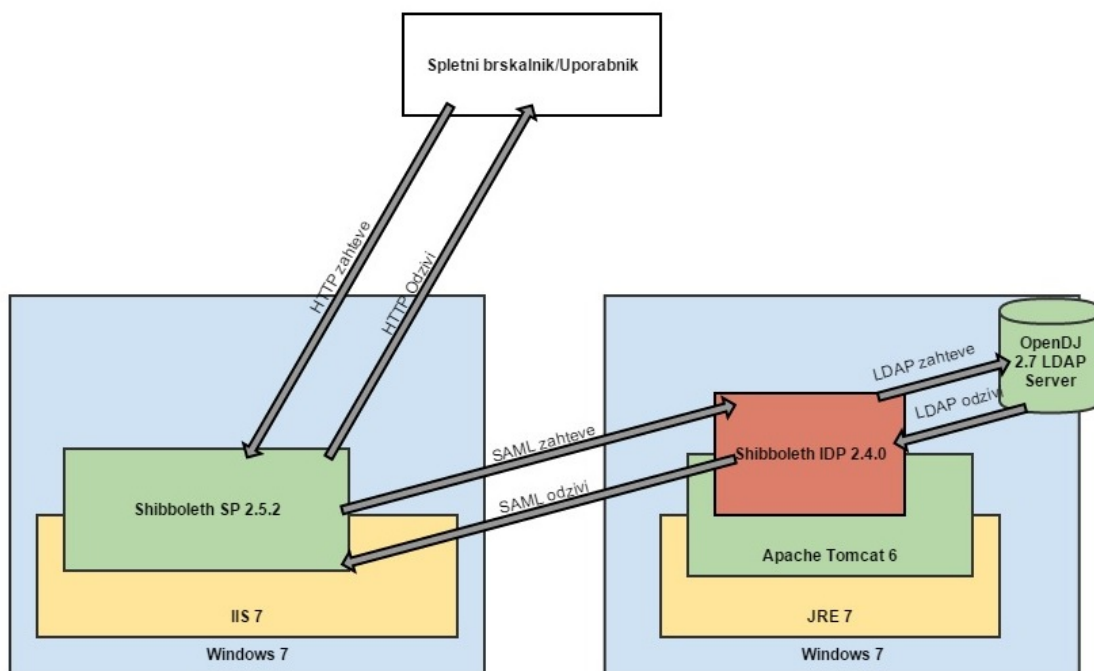 Spletni brskalnik/Uporabnik
HTTP zahteve
HTTP Odzivi
OpenDJ
2.7 LDAP
Server
LDAP zahteve
LDAP odzivi
SAML zahteve
SAML odzivi
Shibboleth IDP 2.4.0
Shibboleth SP 2.5.2
Apache Tomcat 6
IIS 7
JRE 7
Windows 7
Windows 7